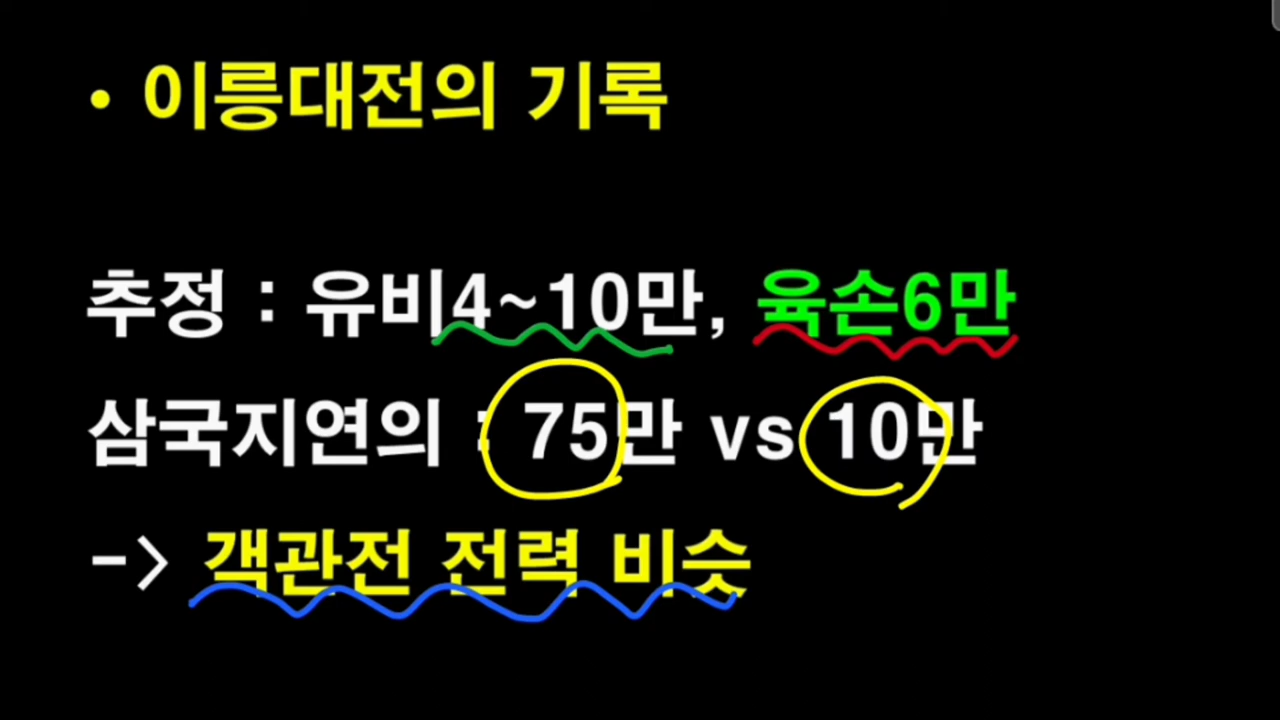 • 이릉대전의 기록
추정 : 유비4~10만, 육손6만
삼국지연의 : 75만 vs 10만
-> 객관전 전력 비슷